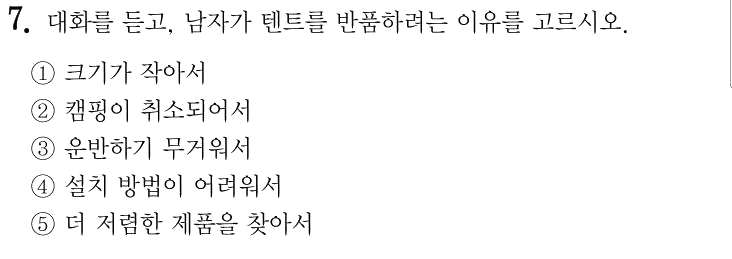 7. 대화를 듣고, 남자가 텐트를 반품하려는 이유를 고르시오.
① 크기가 작아서
② 캠핑이 취소되어서
③ 운반하기 무거워서
④ 설치 방법이 어려워서
⑤ 더 저렴한 제품을 찾아서